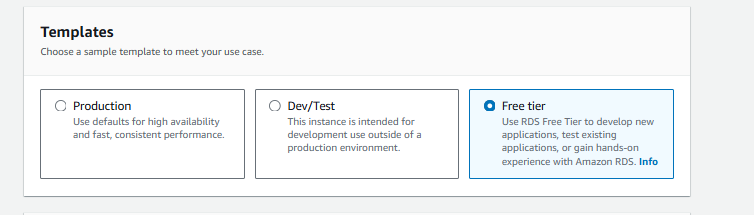 Templates
Choose a sample template to meet your use case.
Production
Use defaults for high availability
and fast, consistent performance.
Dev/Test
This instance is intended for
development use outside of a
production environment.
Free tier
Use RDS Free Tier to develop new
applications, test existing
applications, or gain hands-on
experience with Amazon RDS. Info